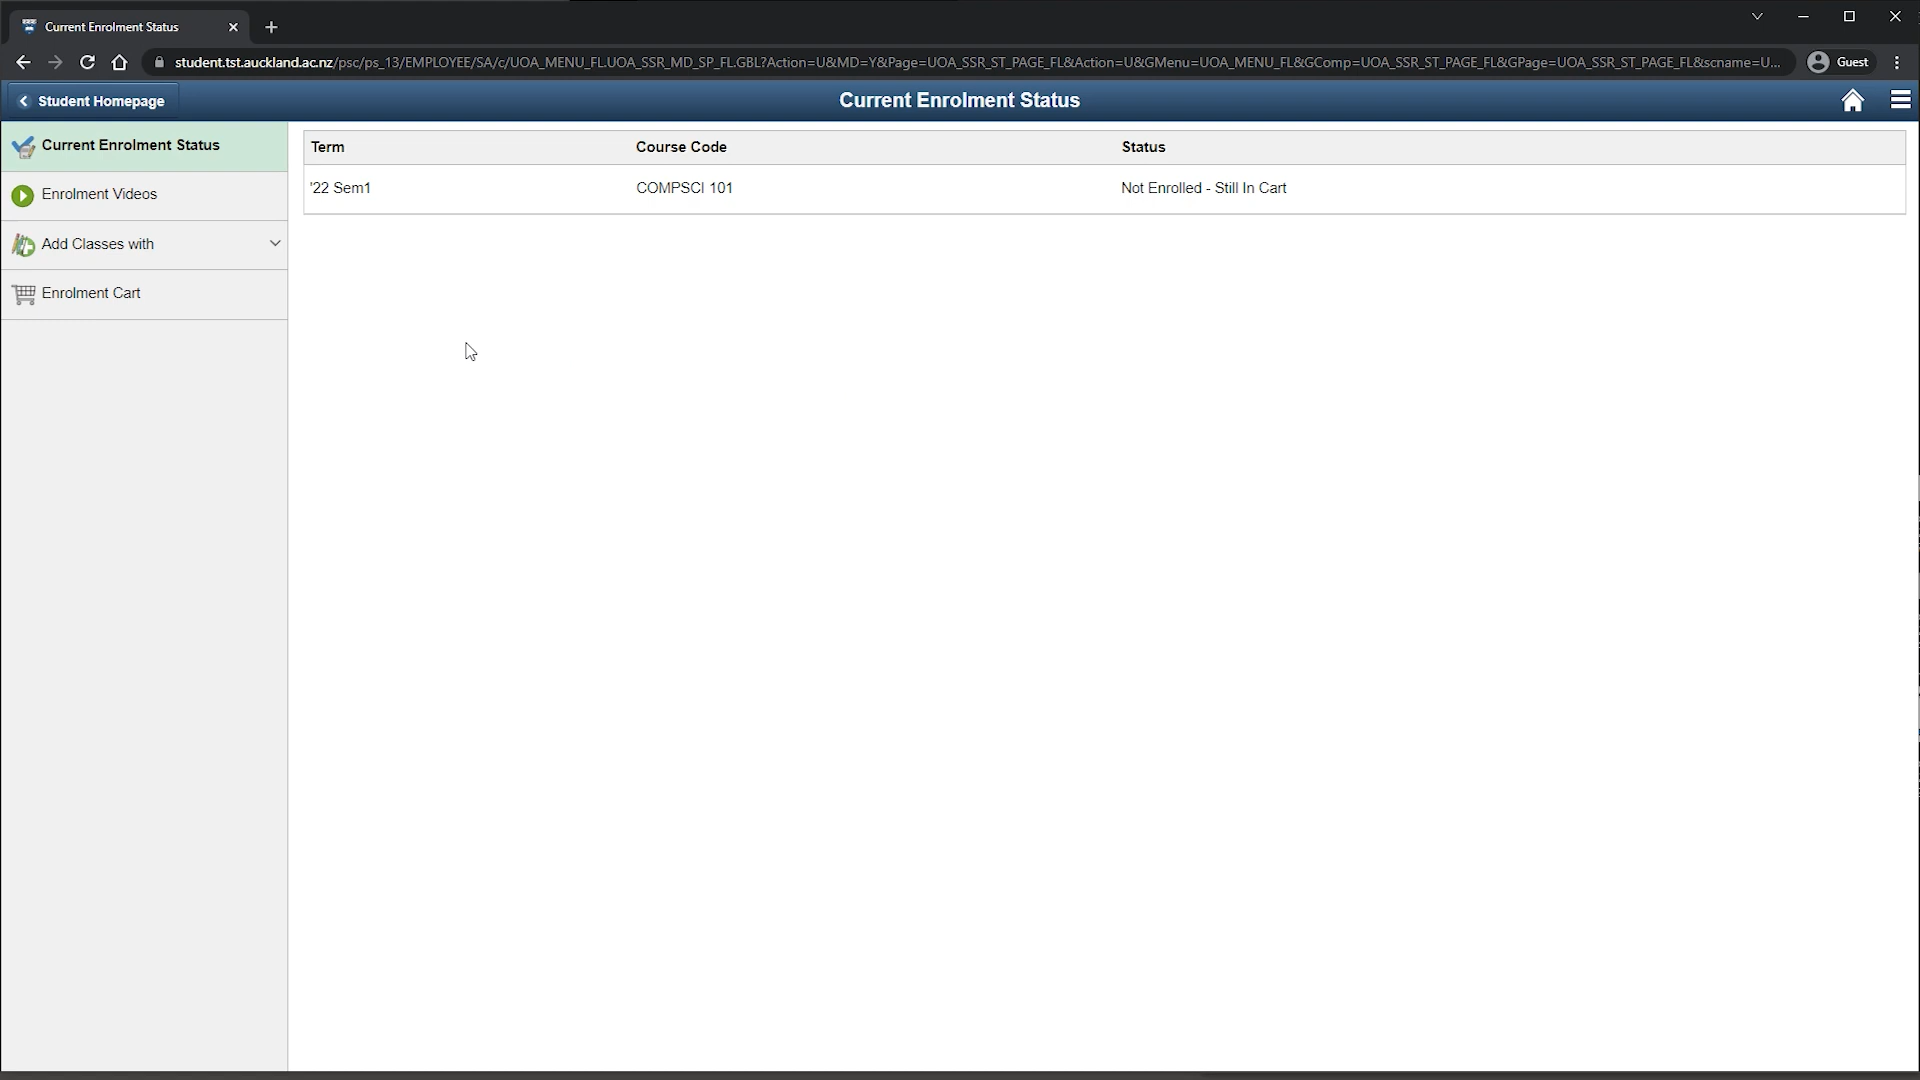 Current Enrolment Status
student.tst.auckland.ac.nz/psc/ps_13/EMPLOYEE/SA/c/UOA_MENU_FL.UOA_SSR_MD_SP_FL.GBL?Action=U&MD=Y&Page=UOA_SSR_ST_PAGE_FL&Action=U&GMenu=UOA_MENU_FL&GComp=UOA_SSR_ST_PAGE_FL&GPage=UOA_SSR_ST_PAGE_FL&scname=U... Guest
Student Homepage Current Enrolment Status
Current Enrolment Status
Enrolment Videos
Add Classes with
Enrolment Cart
Term Course Code Status
'22 Sem1 COMPSCI 101 Not Enrolled - Still In Cart